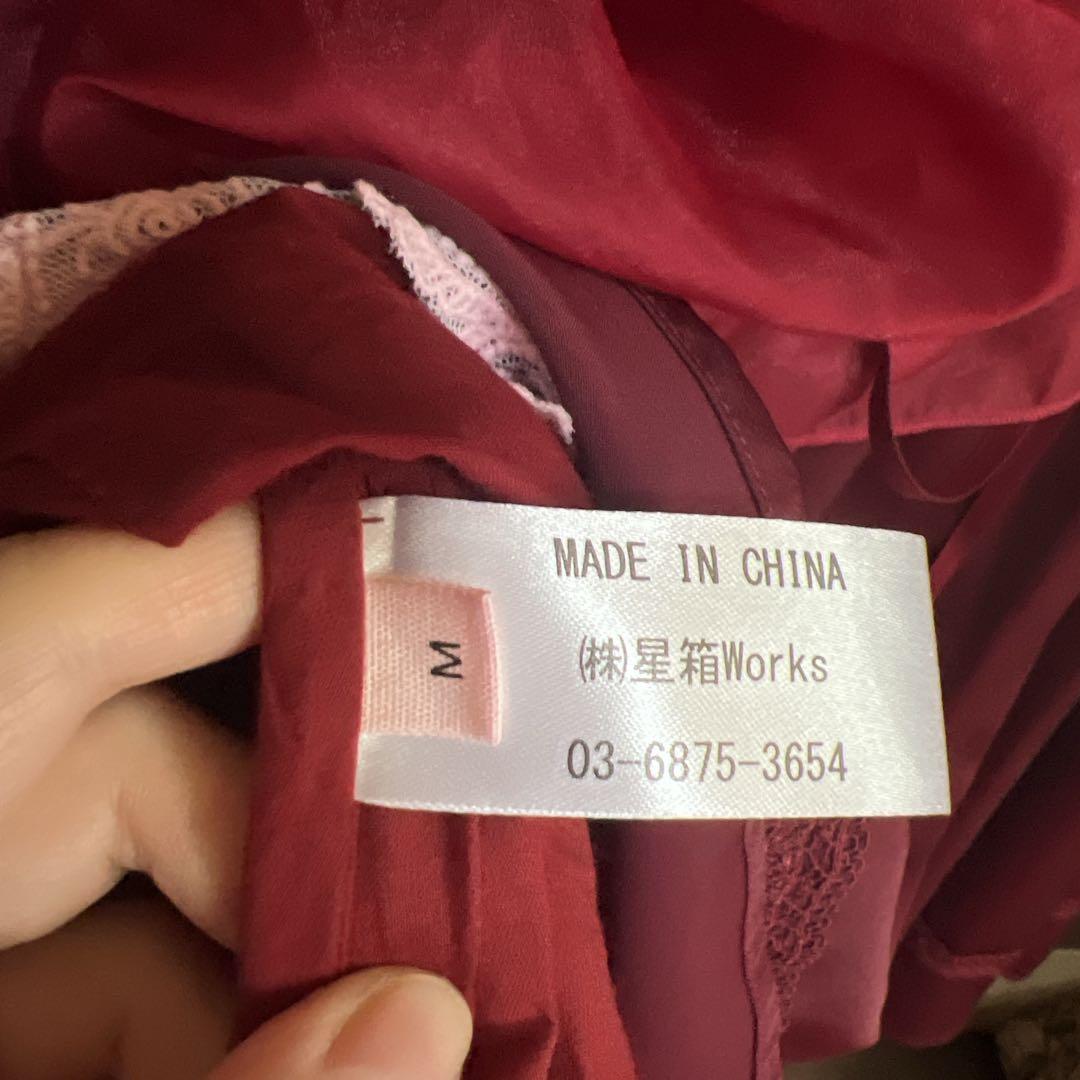 MADE IN CHINA
㈱星箱Works
03-6875-3654
M